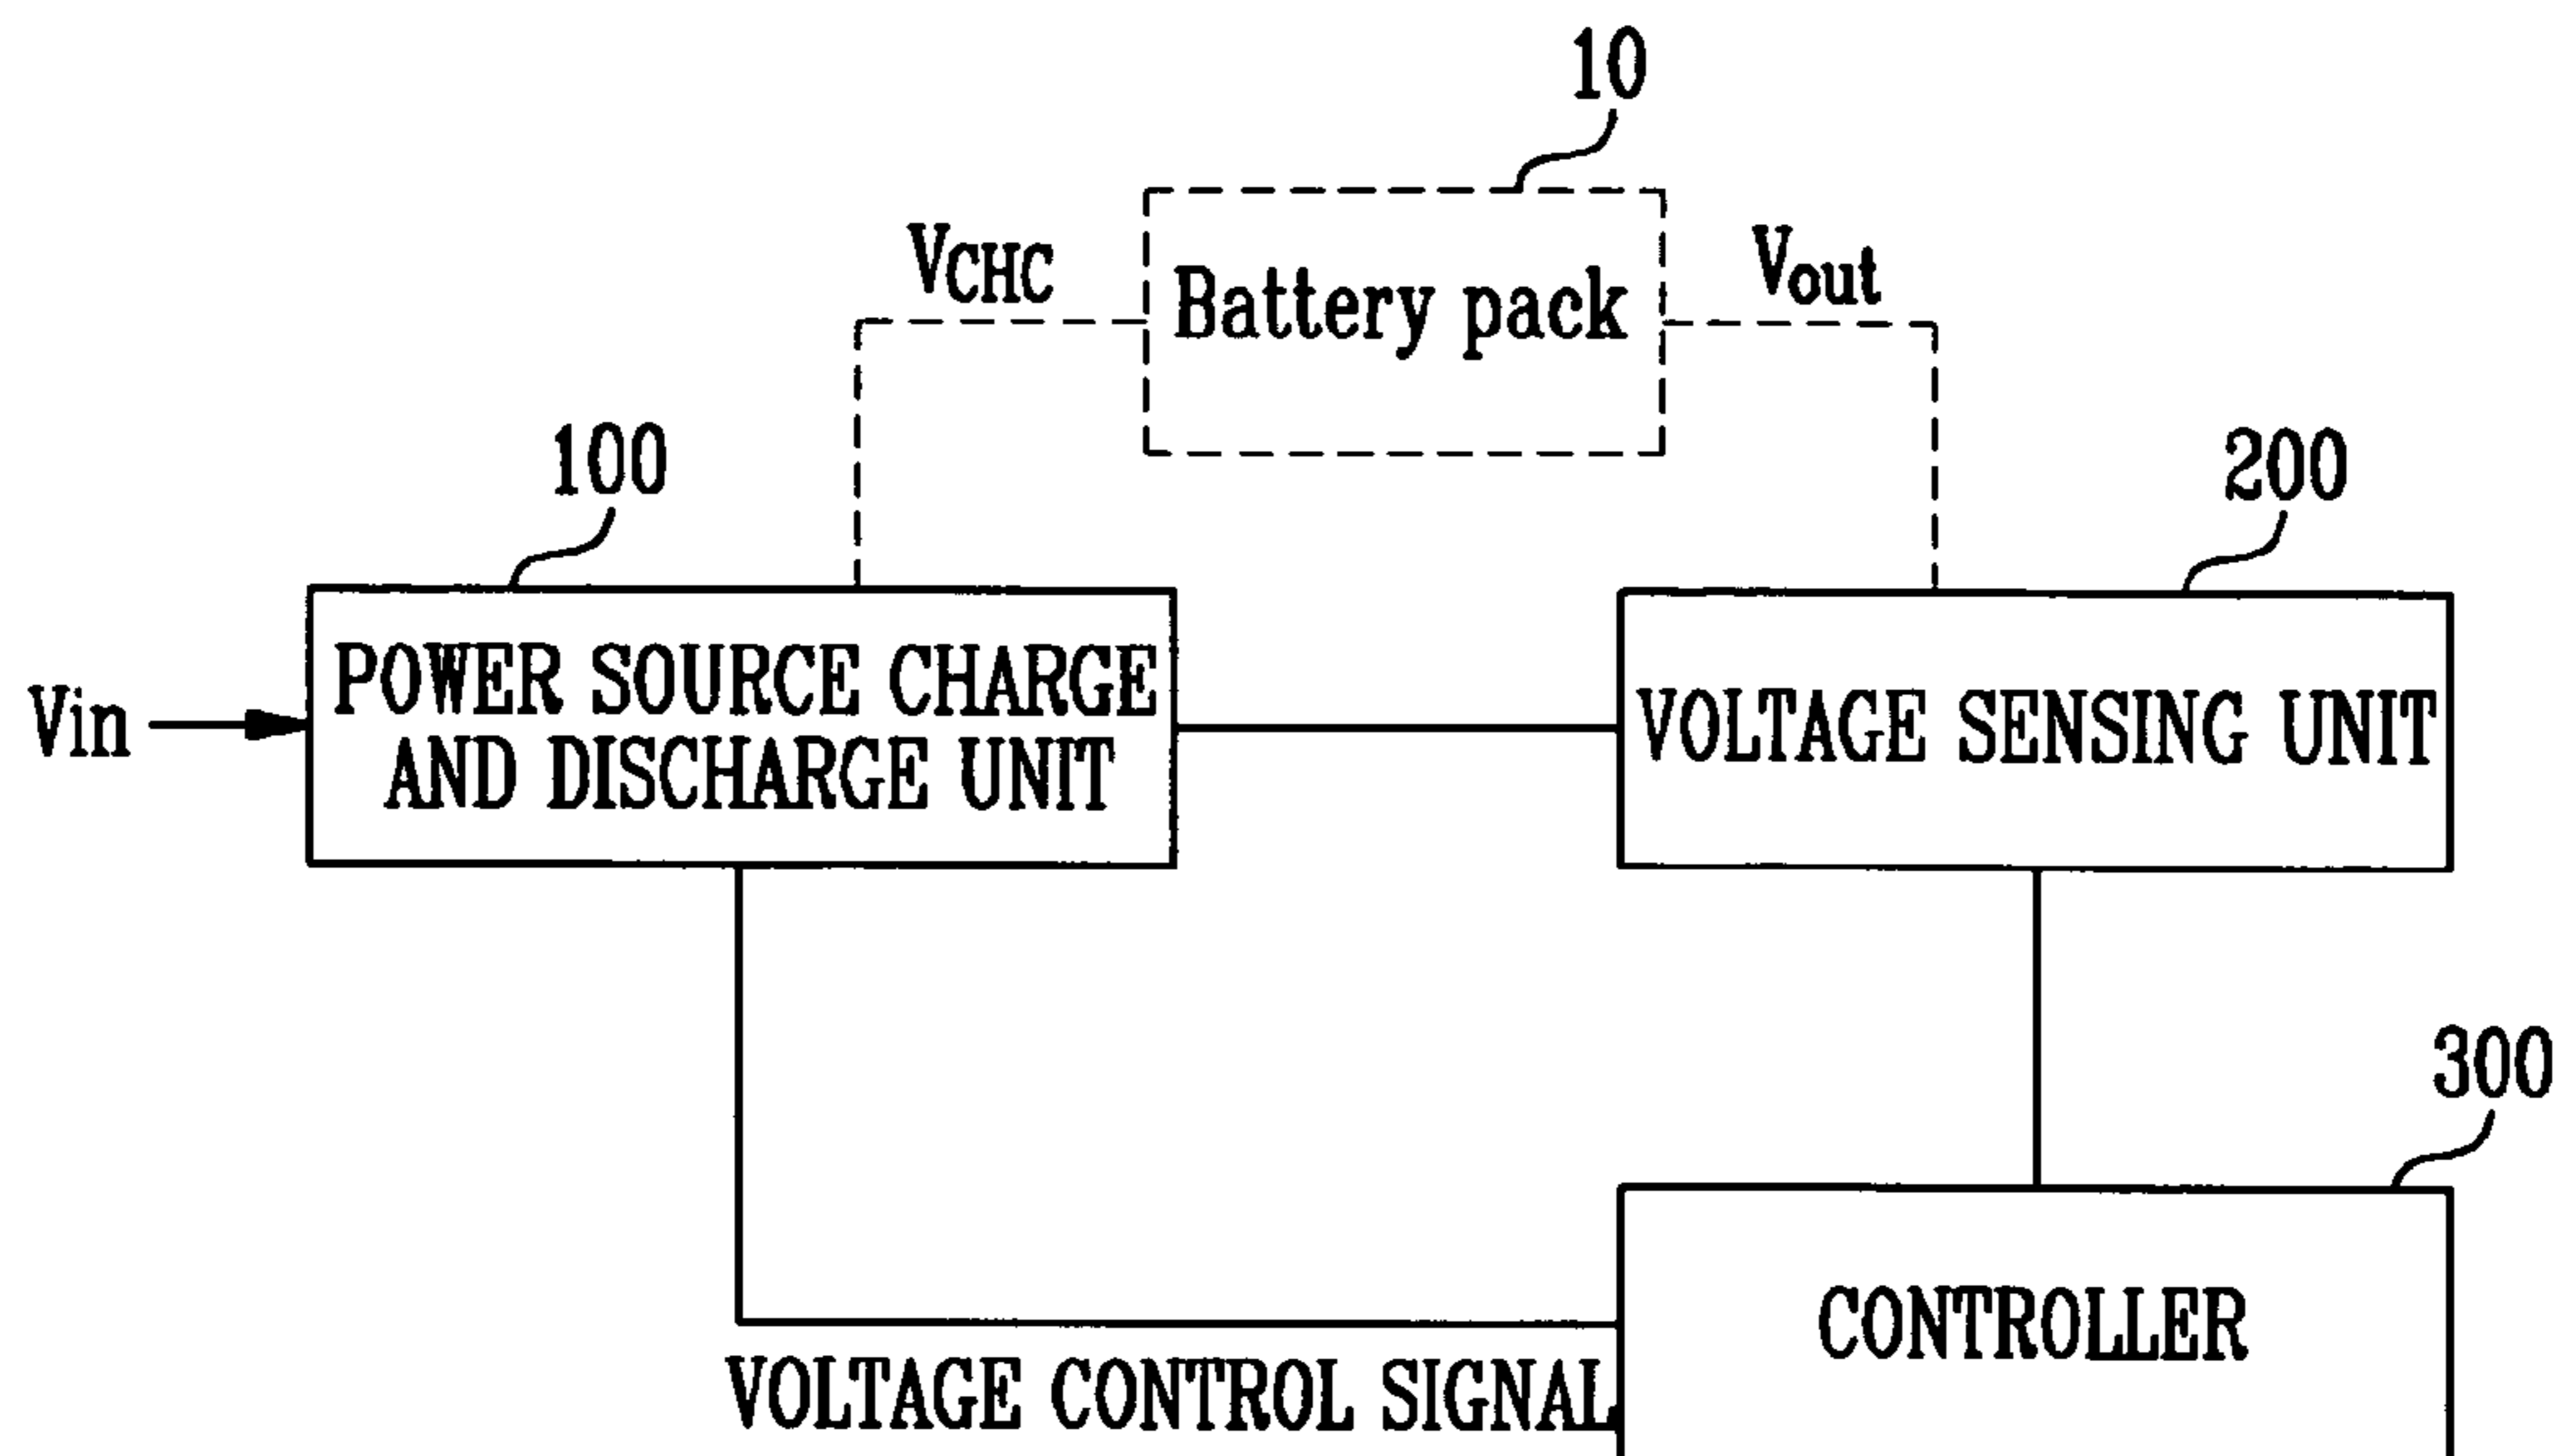 10
VCHC
Battery pack
Vout
100
200
Vin
POWER SOURCE CHARGE
AND DISCHARGE UNIT
VOLTAGE SENSING UNIT
300
CONTROLLER
VOLTAGE CONTROL SIGNAL